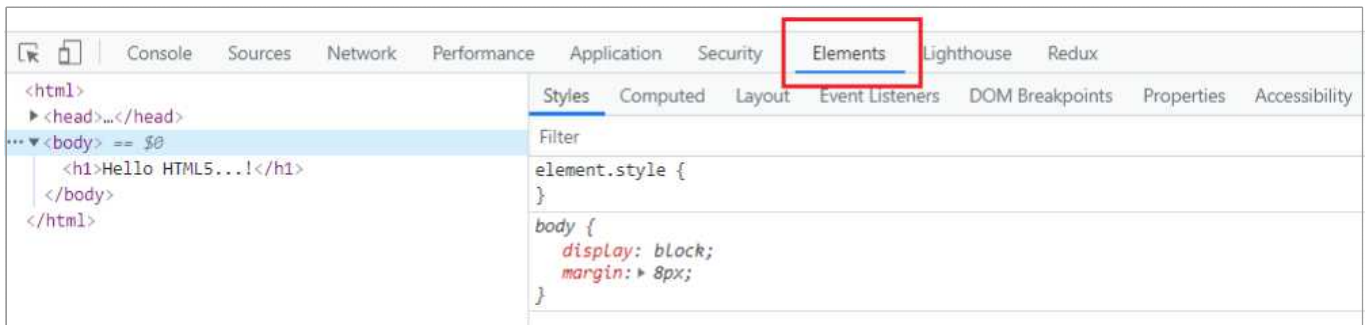 Console Sources Network Performance Application Security Elements Lighthouse Redux
<html>
▶<head>…</head>
··· ▼<body> == $0
<h1>Hello HTML5...!</h1>
</body>
</html>
Styles Computed Layout Event Listeners DOM Breakpoints Properties Accessibility
Filter
element.style {
}
body {
display: block;
margin:▶ 8px;
}